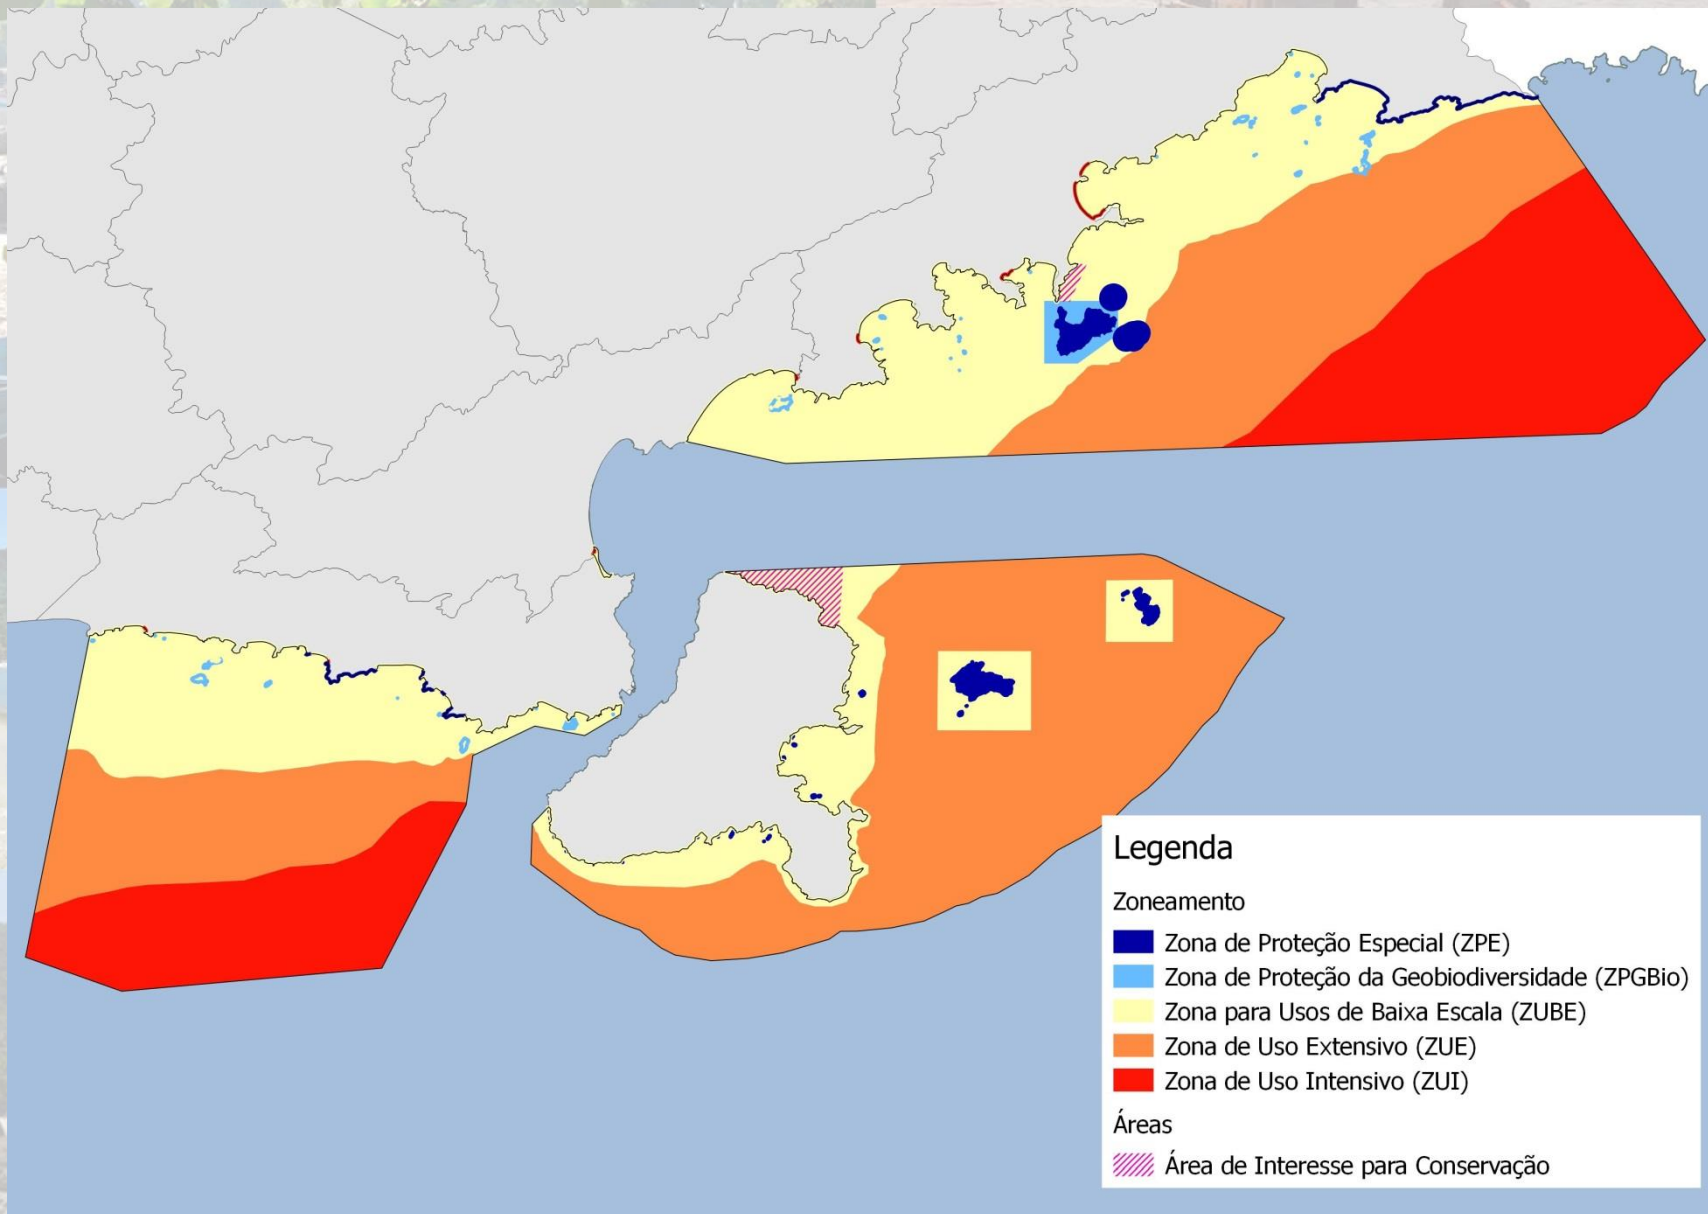 Legenda
Zoneamento
Zona de Proteção Especial (ZPE)
Zona de Proteção da Geobiodiversidade (ZPGBio)
Zona para Usos de Baixa Escala (ZUBE)
Zona de Uso Extensivo (ZUE)
Zona de Uso Intensivo (ZUI)
Áreas
Área de Interesse para Conservação